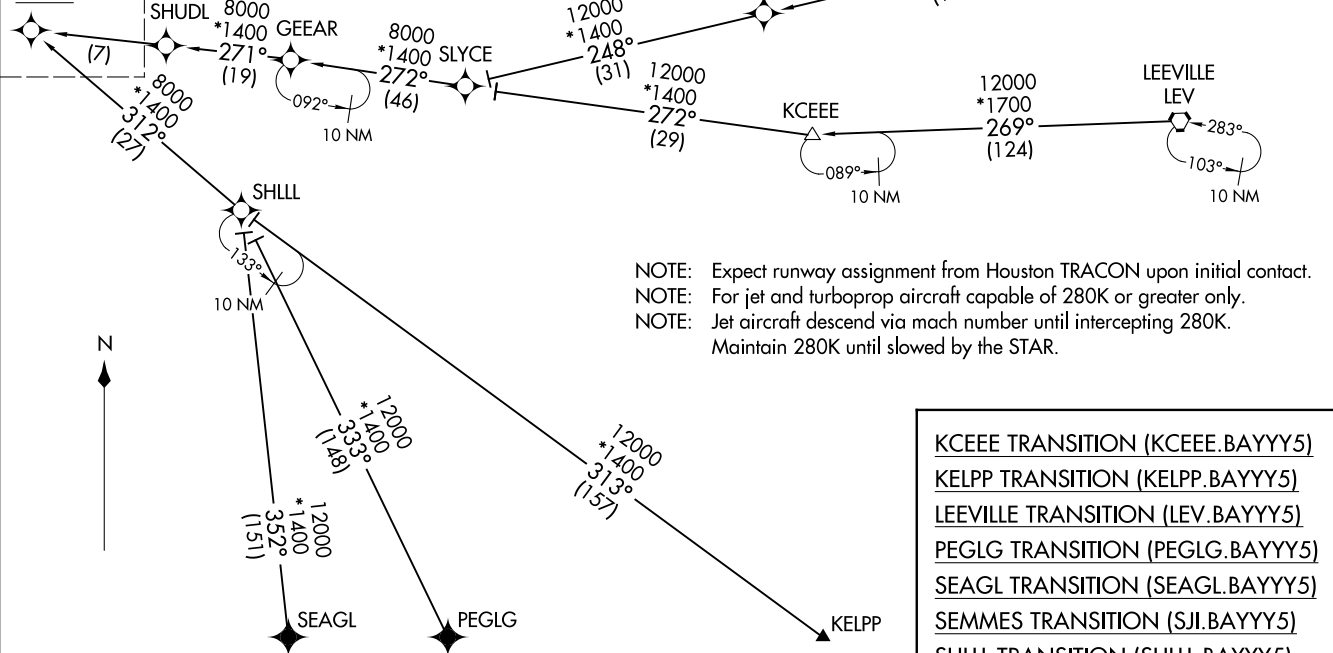 SHUDL
8000
*1400
271°
(19)
GEEAR
(7)
8000
*1400
272°
(46)
SLYCE
12000
*1400
248°
(31)
12000
*1400
272°
(29)
KCEEE
12000
*1700
269°
(124)
LEEVILLE
LEV
283°
103°
10 NM
089°
10 NM
092°
10 NM
8000
*1400
312°
(27)
SHLLL
133°
10 NM
NOTE: Expect runway assignment from Houston TRACON upon initial contact.
NOTE: For jet and turboprop aircraft capable of 280K or greater only.
NOTE: Jet aircraft descend via mach number until intercepting 280K.
Maintain 280K until slowed by the STAR.
N
12000
*1400
333°
(148)
12000
*1400
313°
(157)
12000
*1400
352°
(151)
SEAGL
PEGLG
KELPP
KCEEE TRANSITION (KCEEE.BAYYY5)
KELPP TRANSITION (KELPP.BAYYY5)
LEEVILLE TRANSITION (LEV.BAYYY5)
PEGLG TRANSITION (PEGLG.BAYYY5)
SEAGL TRANSITION (SEAGL.BAYYY5)
SEMMES TRANSITION (SJI.BAYYY5)
SHLLL TRANSITION (SHLLL.BAYYY5)